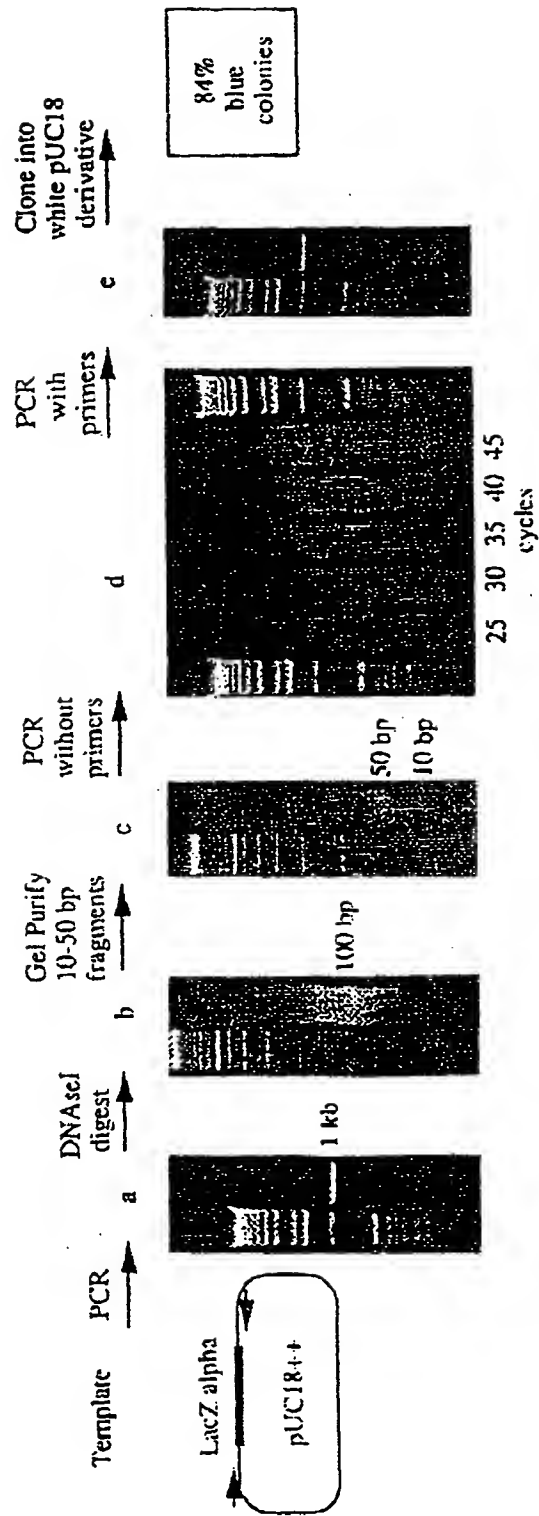 Template
PCR
LacZ alpha
pUC18++
a
DNAseI
digest
1 kb
b
Gel Purify
10-50 bp
fragments
100 bp
c
PCR
without
primers
50 bp
10 bp
d
25 30 35 40 45
cycles
PCR
with
primers
e
Clone into
white pUC18
derivative
84%
blue
colonies